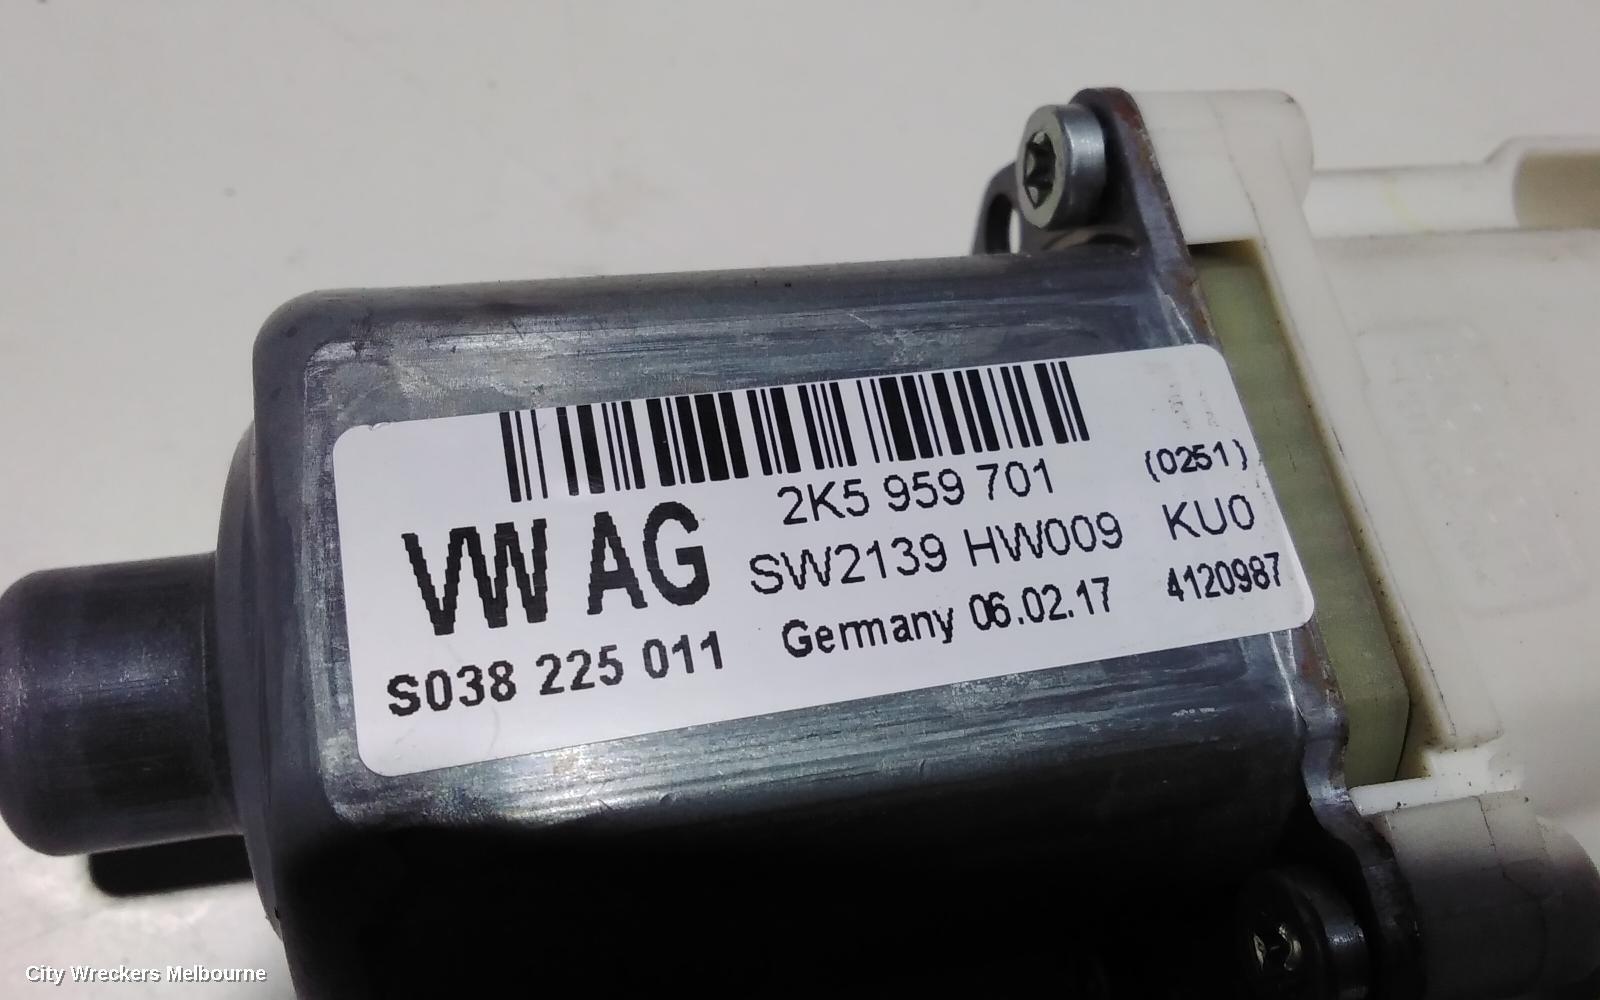 2K5 959 701 (0251)
VW AG SW2139 HW009 KU0
S038 225 011 Germany 06.02.17 4120987
City Wreckers Melbourne